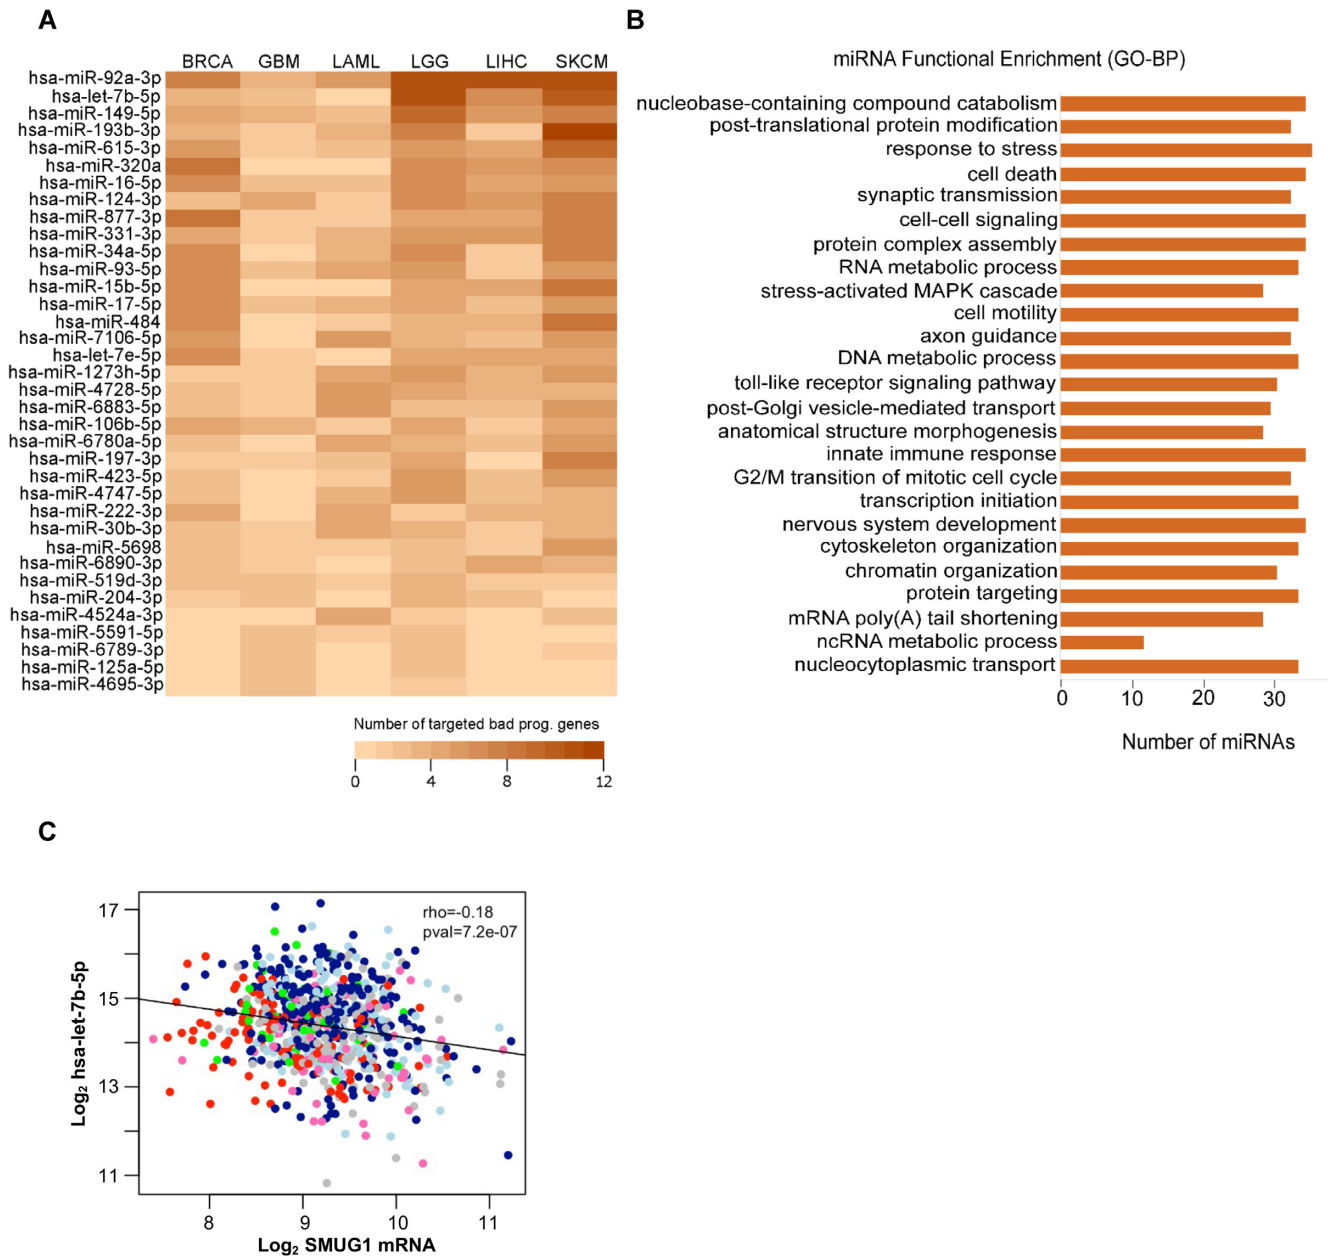 A
BRCA GBM LAML LGG LIHC SKCM
hsa-miR-92a-3p
hsa-let-7b-5p
hsa-miR-149-5p
hsa-miR-193b-3p
hsa-miR-615-3p
hsa-miR-320a
hsa-miR-16-5p
hsa-miR-124-3p
hsa-miR-877-3p
hsa-miR-331-3p
hsa-miR-34a-5p
hsa-miR-93-5p
hsa-miR-15b-5p
hsa-miR-17-5p
hsa-miR-484
hsa-miR-7106-5p
hsa-let-7e-5p
hsa-miR-1273h-5p
hsa-miR-4728-5p
hsa-miR-6883-5p
hsa-miR-106b-5p
hsa-miR-6780a-5p
hsa-miR-197-3p
hsa-miR-423-5p
hsa-miR-4747-5p
hsa-miR-222-3p
hsa-miR-30b-3p
hsa-miR-5698
hsa-miR-6890-3p
hsa-miR-519d-3p
hsa-miR-204-3p
hsa-miR-4524a-3p
hsa-miR-5591-5p
hsa-miR-6789-3p
hsa-miR-125a-5p
hsa-miR-4695-3p
Number of targeted bad prog. genes
0 4 8 12
B
miRNA Functional Enrichment (GO-BP)
nucleobase-containing compound catabolism
post-translational protein modification
response to stress
cell death
synaptic transmission
cell-cell signaling
protein complex assembly
RNA metabolic process
stress-activated MAPK cascade
cell motility
axon guidance
DNA metabolic process
toll-like receptor signaling pathway
post-Golgi vesicle-mediated transport
anatomical structure morphogenesis
innate immune response
G2/M transition of mitotic cell cycle
transcription initiation
nervous system development
cytoskeleton organization
chromatin organization
protein targeting
mRNA poly(A) tail shortening
ncRNA metabolic process
nucleocytoplasmic transport
0 10 20 30
Number of miRNAs
C
rho=-0.18
pval=7.2e-07
17
15
13
11
Log₂ hsa-let-7b-5p
8 9 10 11
Log₂ SMUG1 mRNA